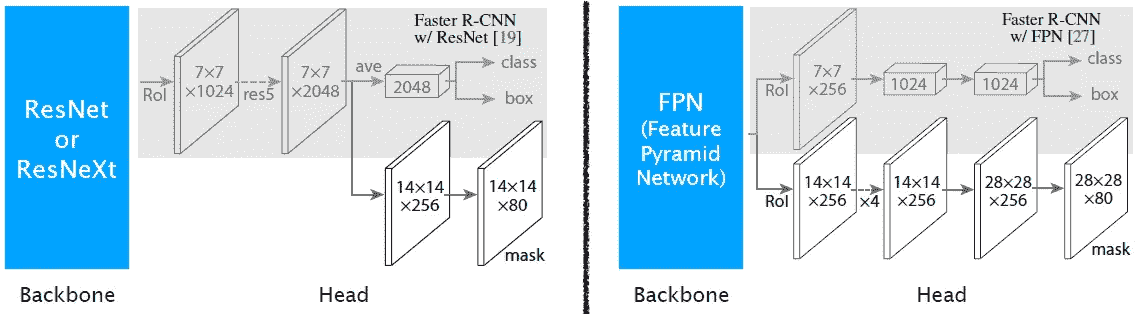 ResNet
or
ResNeXt
Backbone
Faster R-CNN
w/ ResNet [19]
RoI
7×7
×1024
res5
7×7
×2048
ave
2048
class
box
14×14
×256
14×14
×80
mask
Head
FPN
(Feature
Pyramid
Network)
Backbone
Faster R-CNN
w/ FPN [27]
RoI
7×7
×256
1024
1024
class
box
RoI
14×14
×256
×4
14×14
×256
28×28
×256
28×28
×80
mask
Head